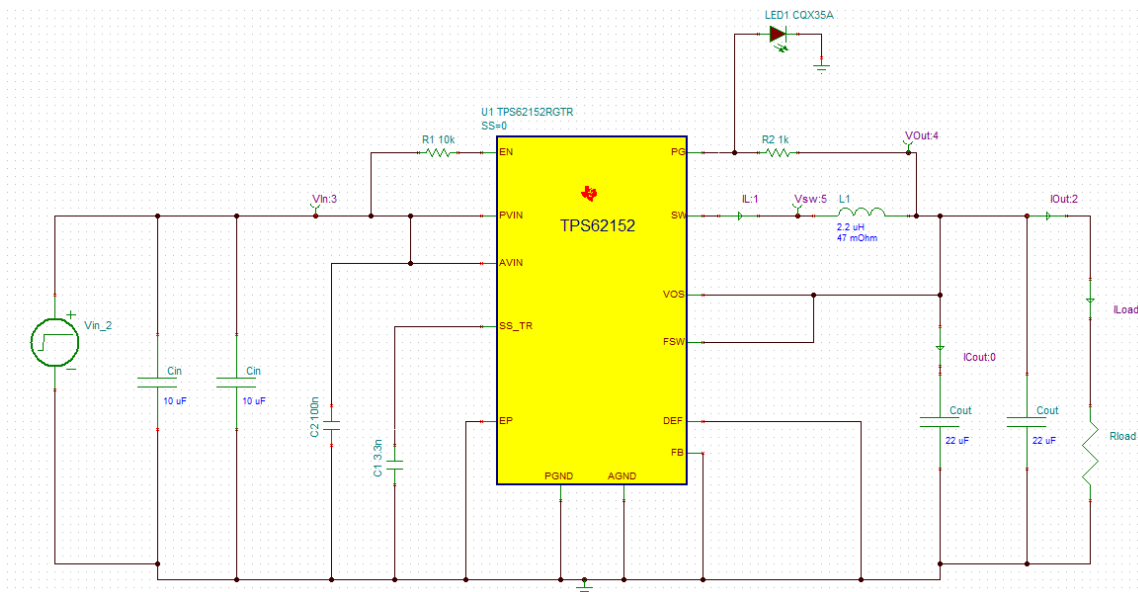 LED1 CQX35A
U1 TPS62152RGTR
SS=0
R1 10k
EN
PG
R2 1k
VOut:4
VIn:3
PVIN
TPS62152
SW
IL:1
Vsw:5
L1
2.2 uH
47 mOhm
IOut:2
AVIN
VOS
Vin_2
SS_TR
FSW
ILoad
ICout:0
Cin
10 uF
Cin
10 uF
C2 100n
C1 3.3n
EP
DEF
FB
Cout
22 uF
Cout
22 uF
Rload
PGND
AGND